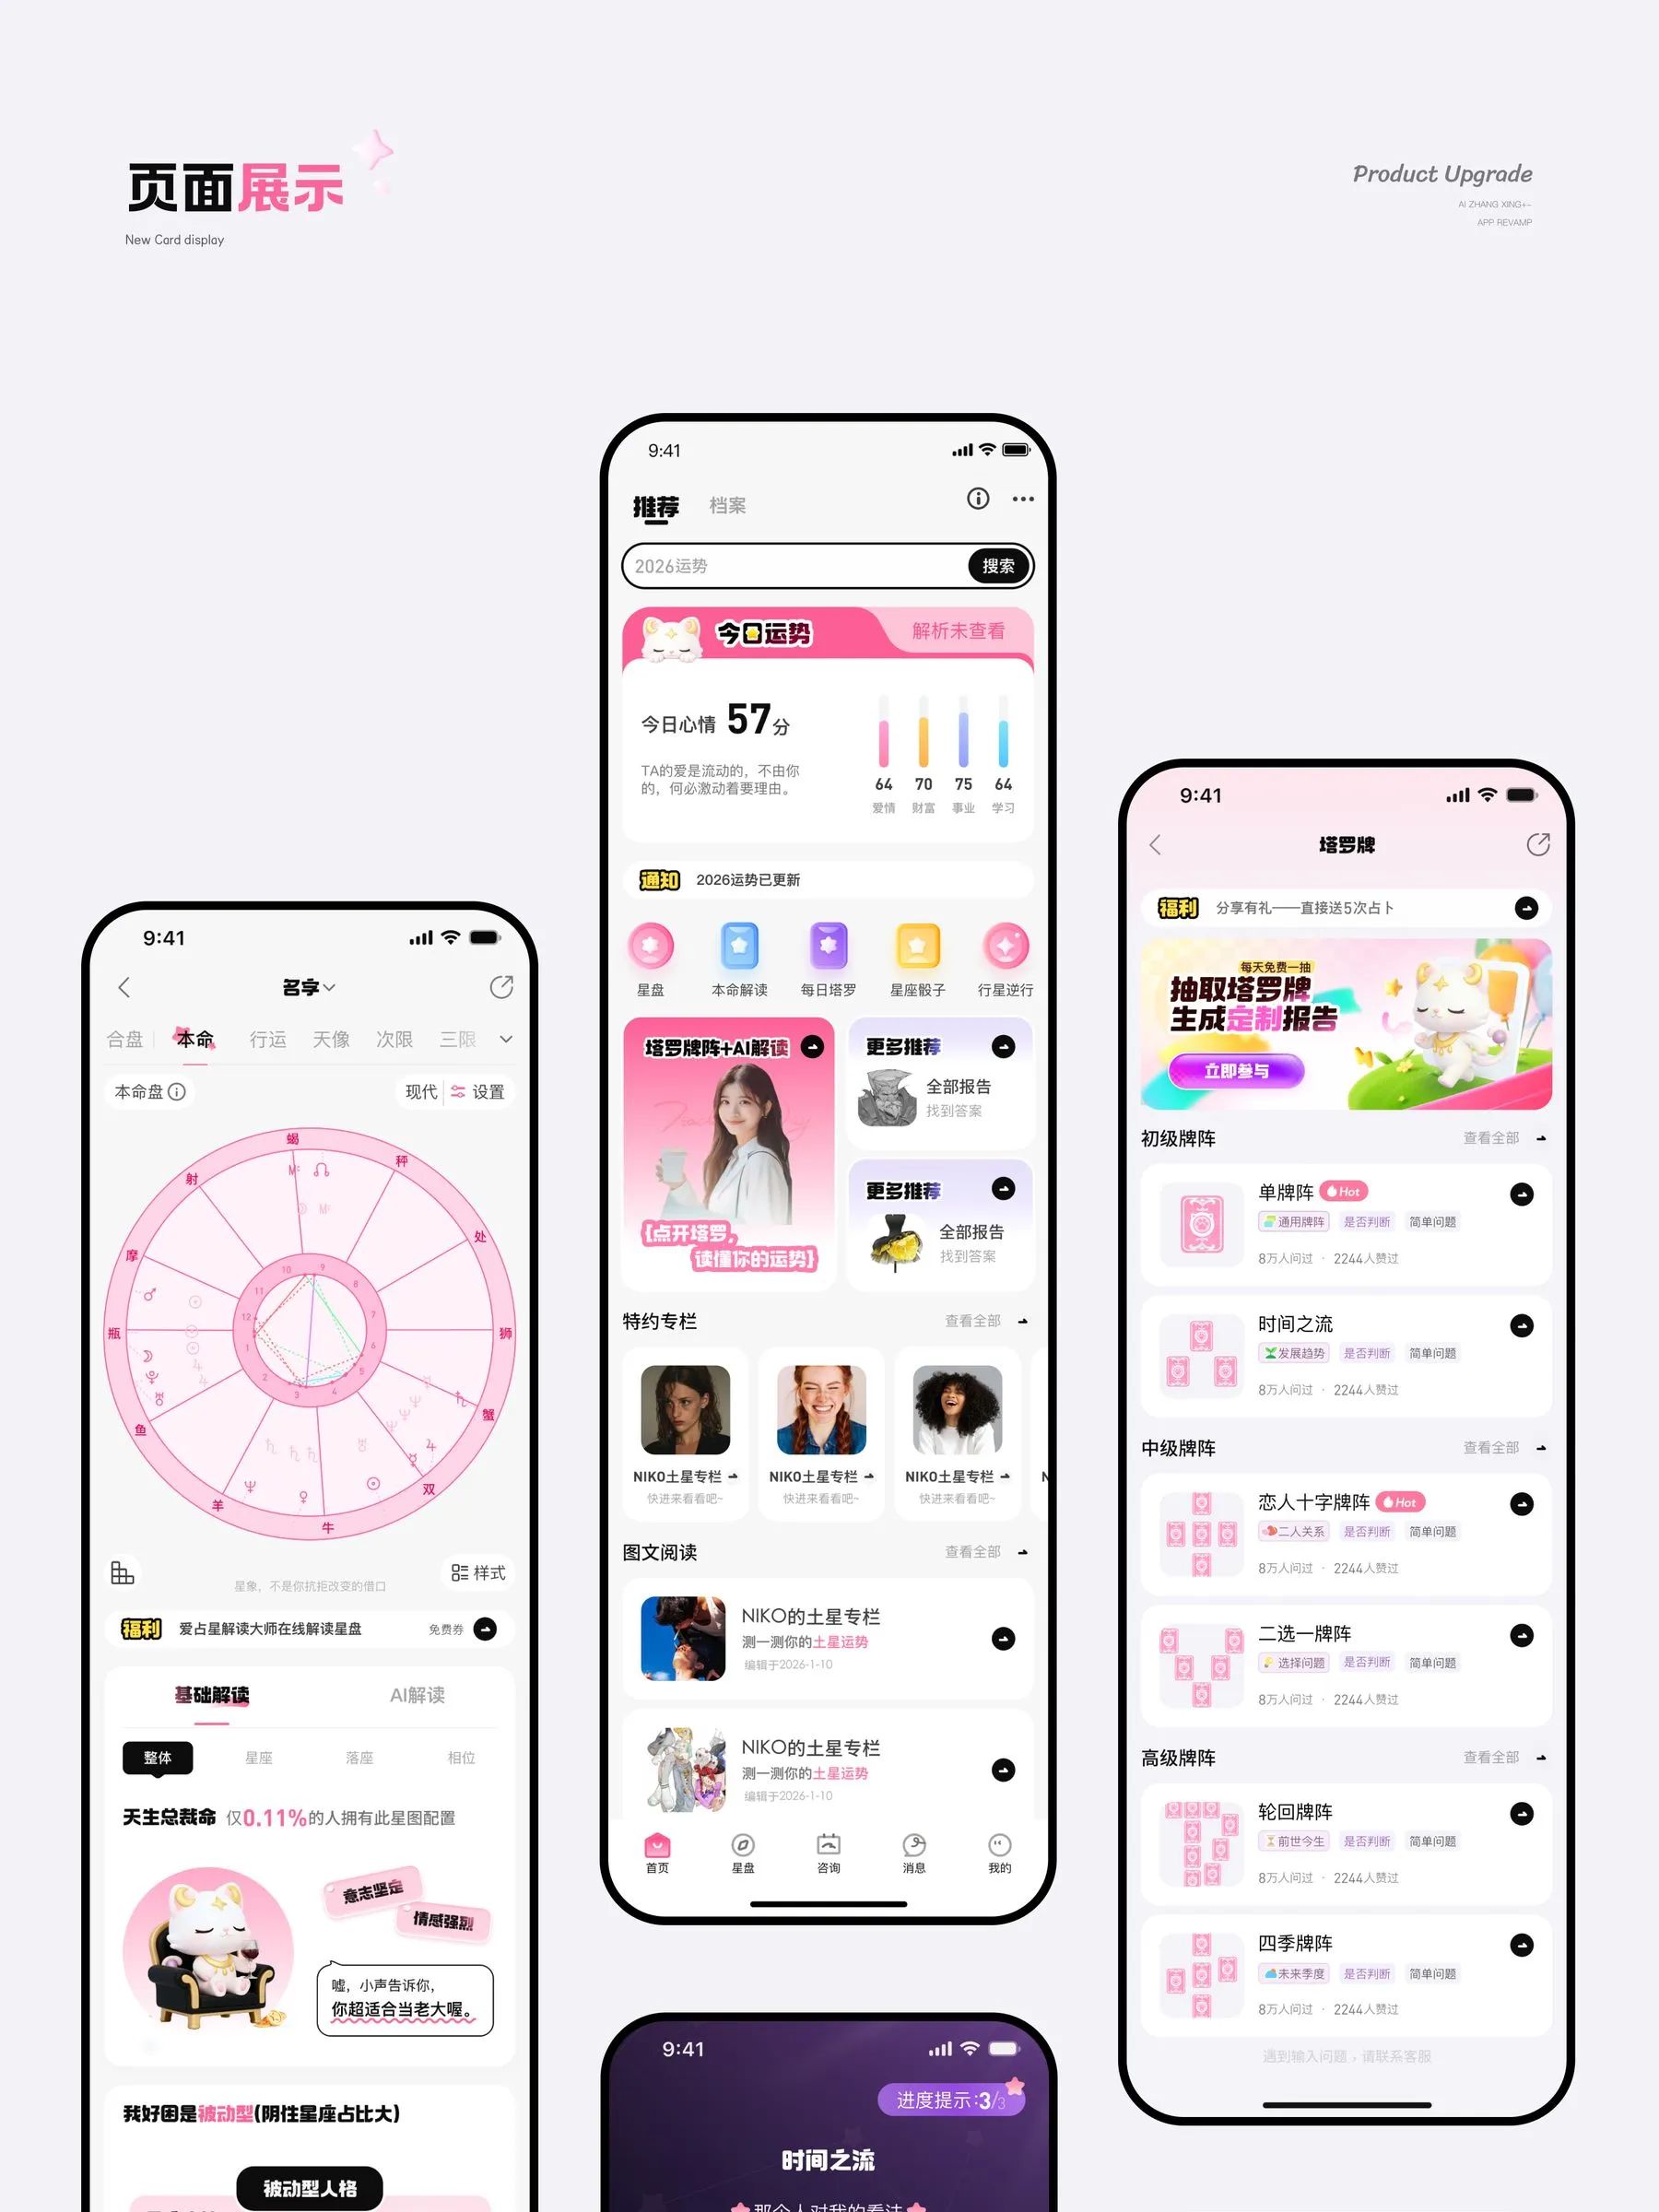 页面展示
New Card display
Product Upgrade
AI ZHANG XING+-
APP REVAMP
9:41
名字
合盘 本命 行运 天像 次限 三限
本命盘 现代 设置
蝎
秤
射
处
摩
瓶
狮
鱼
蟹
羊
双
牛
10 9 8 7 6 5 4 3 2 1 12 11
样式
星象，不是你抗拒改变的借口
福利 爱占星解读大师在线解读星盘 免费券
基础解读 AI解读
整体 星座 落座 相位
天生总裁命 仅0.11%的人拥有此星图配置
意志坚定
情感强烈
嘘，小声告诉你，
你超适合当老大喔。
我好困是被动型(阴性星座占比大)
被动型人格
9:41
推荐 档案
2026运势 搜索
今日运势 解析未查看
今日心情 57分
TA的爱是流动的，不由你
的，何必激动着要理由。
64 70 75 64
爱情 财富 事业 学习
通知 2026运势已更新
星盘 本命解读 每日塔罗 星座骰子 行星逆行
塔罗牌阵+AI解读
{点开塔罗，
读懂你的运势}
更多推荐
全部报告
找到答案
更多推荐
全部报告
找到答案
特约专栏 查看全部
NIKO土星专栏 NIKO土星专栏 NIKO土星专栏 N
快进来看看吧~ 快进来看看吧~ 快进来看看吧~
图文阅读 查看全部
NIKO的土星专栏
测一测你的土星运势
编辑于2026-1-10
NIKO的土星专栏
测一测你的土星运势
编辑于2026-1-10
首页 星盘 咨询 消息 我的
9:41
进度提示:3/3
时间之流
那个人对我的看法
9:41
塔罗牌
福利 分享有礼——直接送5次占卜
每天免费一抽
抽取塔罗牌
生成定制报告
立即参与
初级牌阵 查看全部
单牌阵 Hot
通用牌阵 是否判断 简单问题
8万人问过 · 2244人赞过
时间之流
发展趋势 是否判断 简单问题
8万人问过 · 2244人赞过
中级牌阵 查看全部
恋人十字牌阵 Hot
二人关系 是否判断 简单问题
8万人问过 · 2244人赞过
二选一牌阵
选择问题 是否判断 简单问题
8万人问过 · 2244人赞过
高级牌阵 查看全部
轮回牌阵
前世今生 是否判断 简单问题
8万人问过 · 2244人赞过
四季牌阵
未来季度 是否判断 简单问题
8万人问过 · 2244人赞过
遇到输入问题，请联系客服